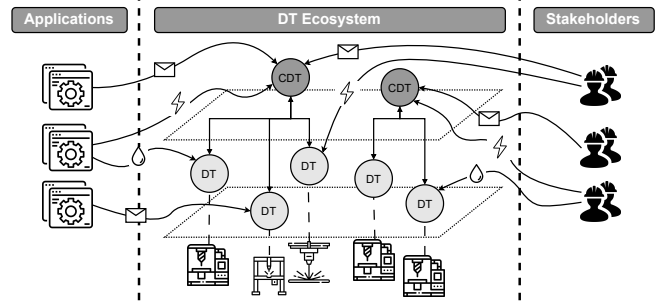 Applications
DT Ecosystem
Stakeholders
CDT
CDT
DT
DT
DT
DT
DT